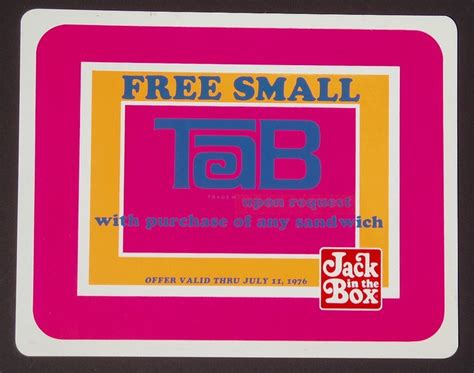 FREE SMALL
TaB
TRADE M
upon request
with purchase of any sandwich
OFFER VALID THRU JULY 11, 1976
Jack
in the
Box